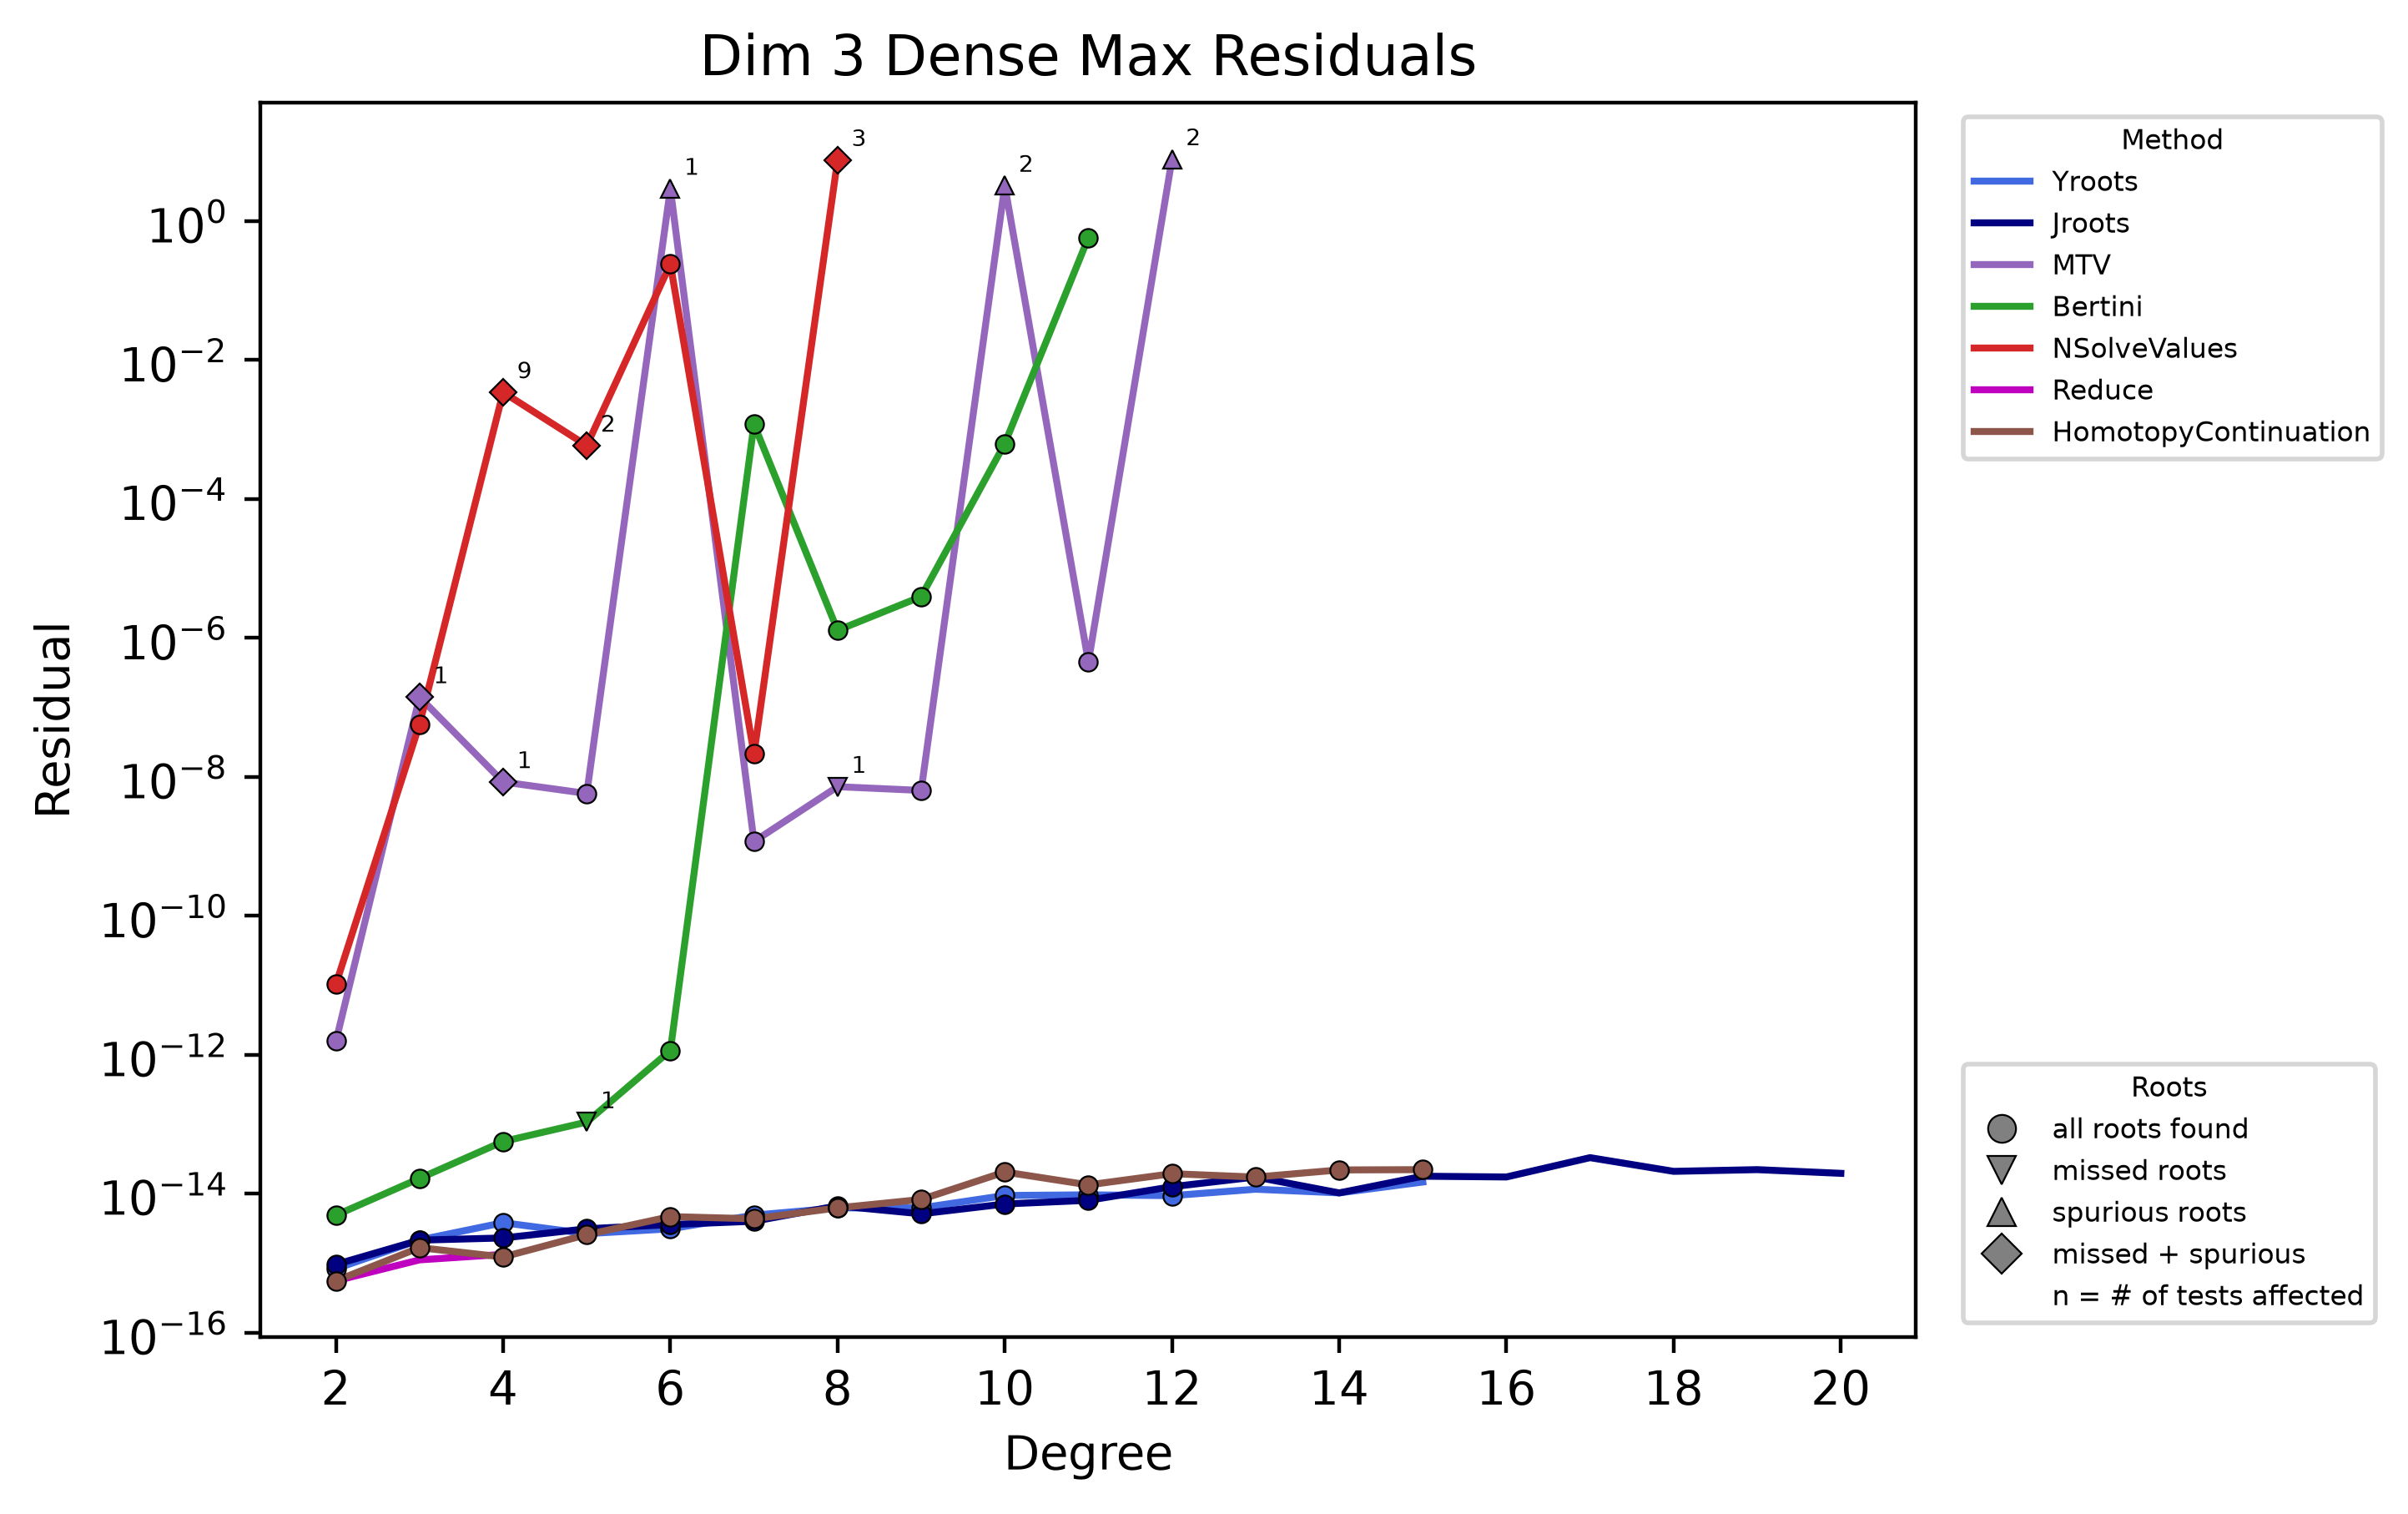 Dim 3 Dense Max Residuals
Residual
10⁰
10⁻²
10⁻⁴
10⁻⁶
10⁻⁸
10⁻¹⁰
10⁻¹²
10⁻¹⁴
10⁻¹⁶
1
1
9
2
1
3
1
2
2
1
2 4 6 8 10 12 14 16 18 20
Degree
Method
Yroots
Jroots
MTV
Bertini
NSolveValues
Reduce
HomotopyContinuation
Roots
all roots found
missed roots
spurious roots
missed + spurious
n = # of tests affected